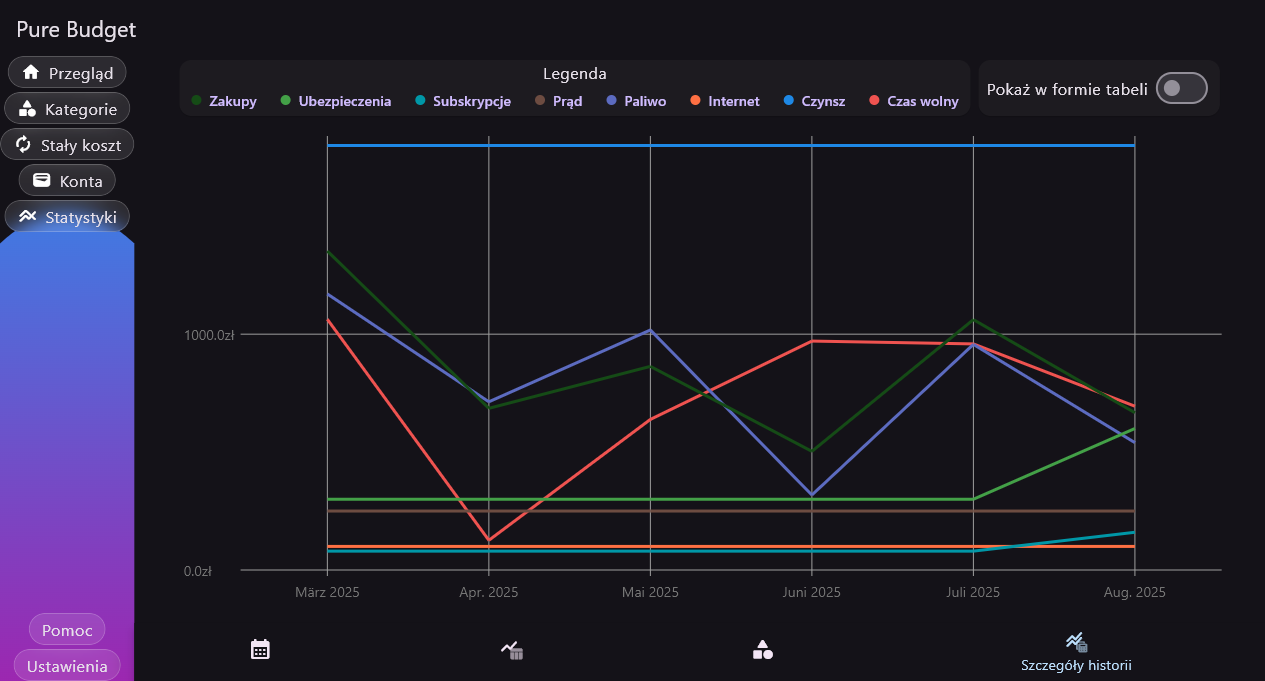 Pure Budget
Przegląd
Kategorie
Stały koszt
Konta
Statystyki
Pomoc
Ustawienia
Legenda
Zakupy Ubezpieczenia Subskrypcje Prąd Paliwo Internet Czynsz Czas wolny
Pokaż w formie tabeli
1000.0zł
0.0zł
März 2025 Apr. 2025 Mai 2025 Juni 2025 Juli 2025 Aug. 2025
Szczegóły historii